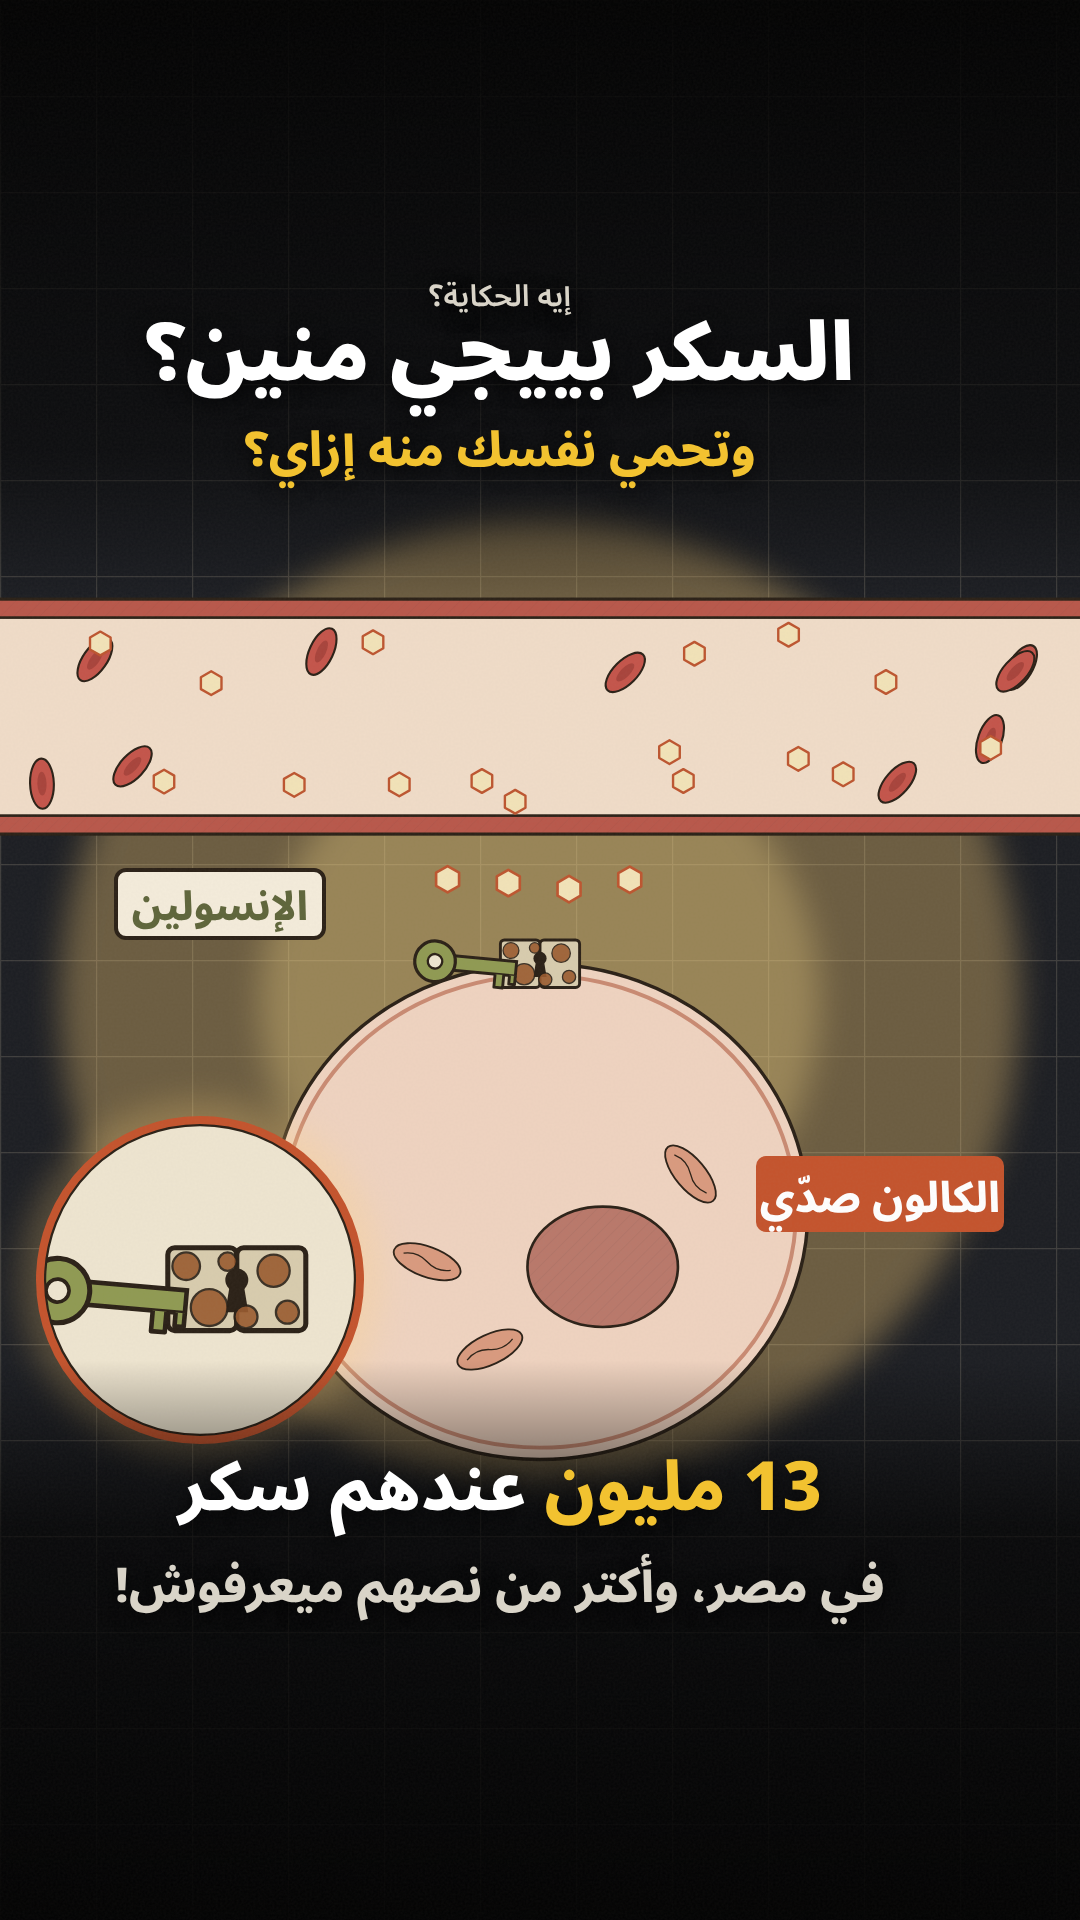 إيه الحكاية؟
السكر بييجي منين؟
وتحمي نفسك منه إزاي؟
الإنسولين
الكالون صدّي
13 مليون عندهم سكر
في مصر، وأكتر من نصهم ميعرفوش!